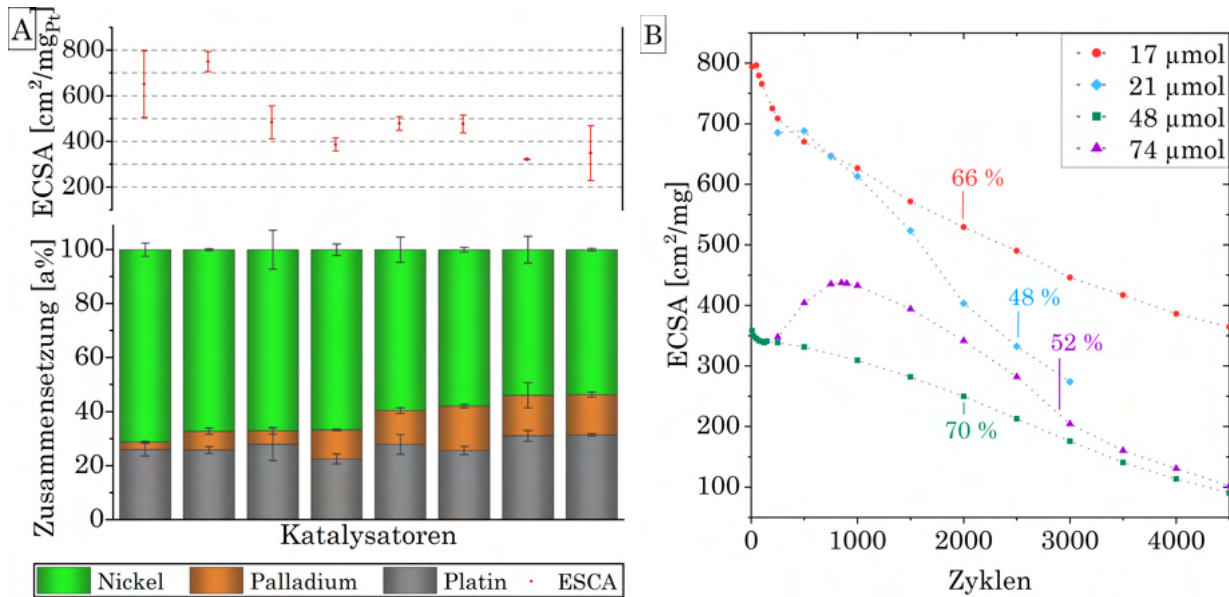 A
ECSA [cm²/mgPt]
800
600
400
200
Zusammensetzung [a%]
100
80
60
40
20
0
Katalysatoren
Nickel Palladium Platin ESCA
B
ECSA [cm²/mg]
800
700
600
500
400
300
200
100
17 µmol
21 µmol
48 µmol
74 µmol
66 %
48 %
52 %
70 %
0 1000 2000 3000 4000
Zyklen